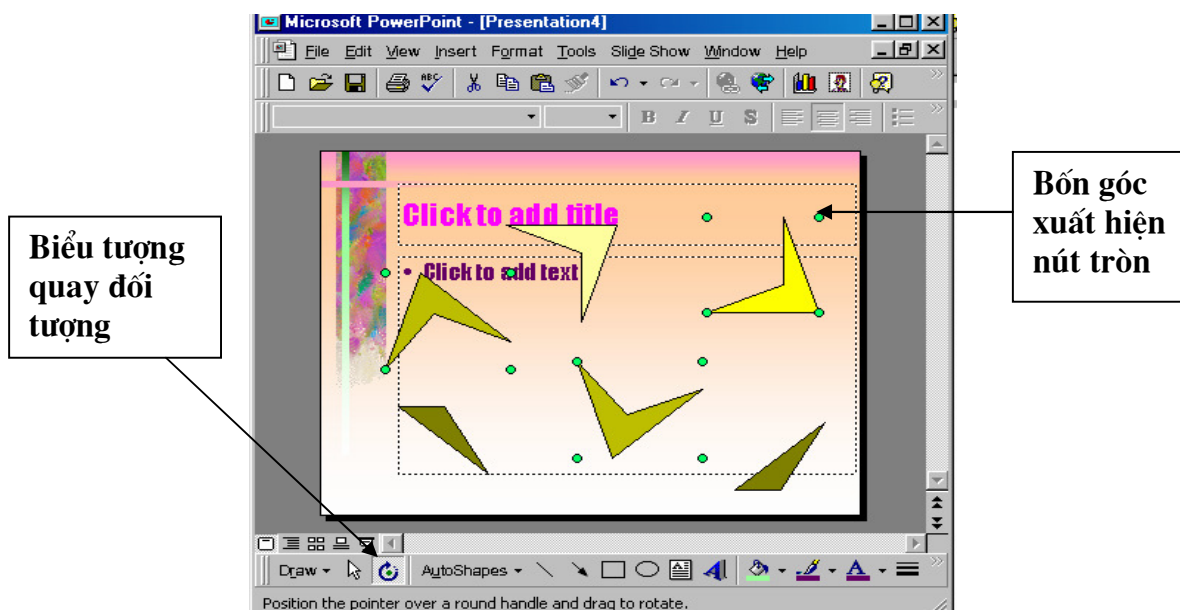 Microsoft PowerPoint - [Presentation4]
File Edit View Insert Format Tools Slide Show Window Help
ABC
B I U S
Click to add title
• Click to add text
Bốn góc
xuất hiện
nút tròn
Biểu tượng
quay đối
tượng
Draw AutoShapes A A
Position the pointer over a round handle and drag to rotate.